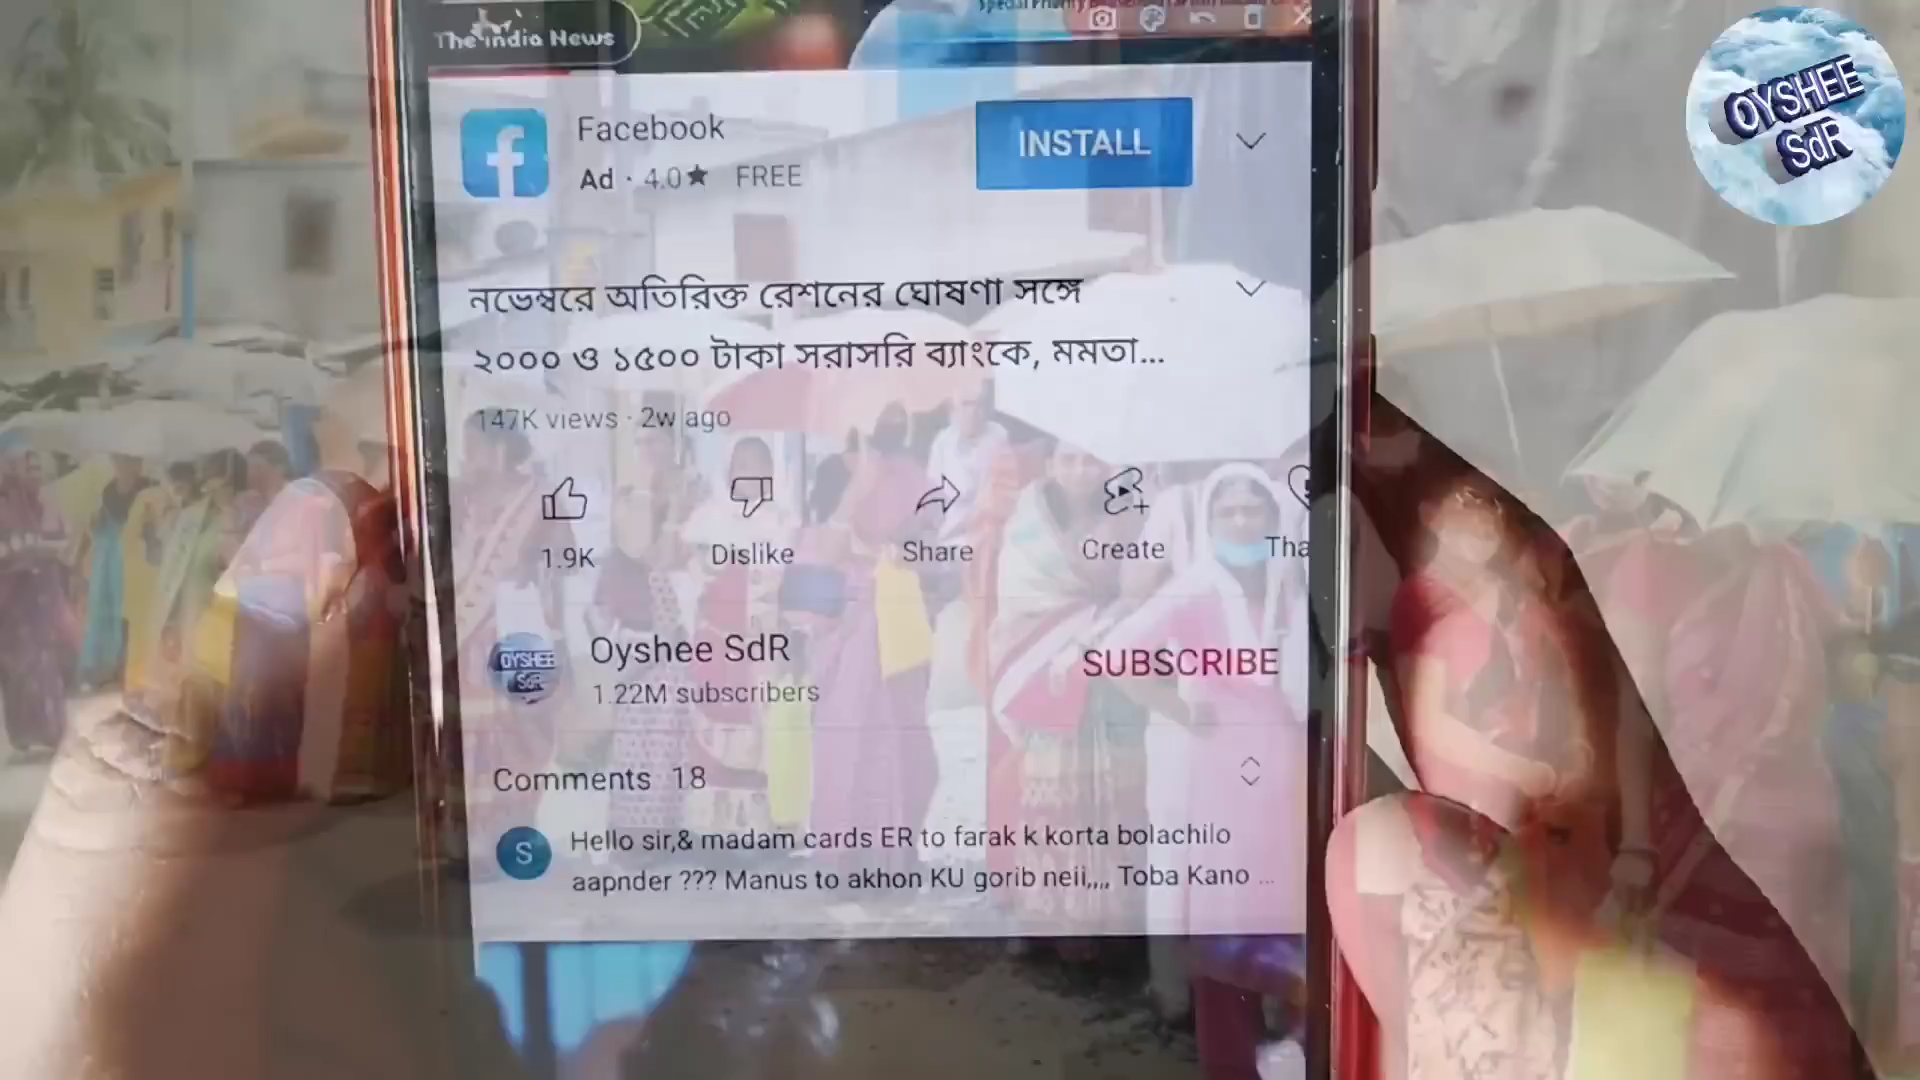 The India News
Special Priority
Facebook
Ad · 4.0★ FREE
INSTALL
নভেম্বরে অতিরিক্ত রেশনের ঘোষণা সঙ্গে
২০০০ ও ১৫০০ টাকা সরাসরি ব্যাংকে, মমতা...
147K views · 2w ago
1.9K
Dislike
Share
Create
Tha
OYSHEE
SdR
Oyshee SdR
1.22M subscribers
SUBSCRIBE
Comments 18
S
Hello sir,& madam cards ER to farak k korta bolachilo
aapnder ??? Manus to akhon KU gorib neii,,,, Toba Kano ...
OYSHEE
SdR